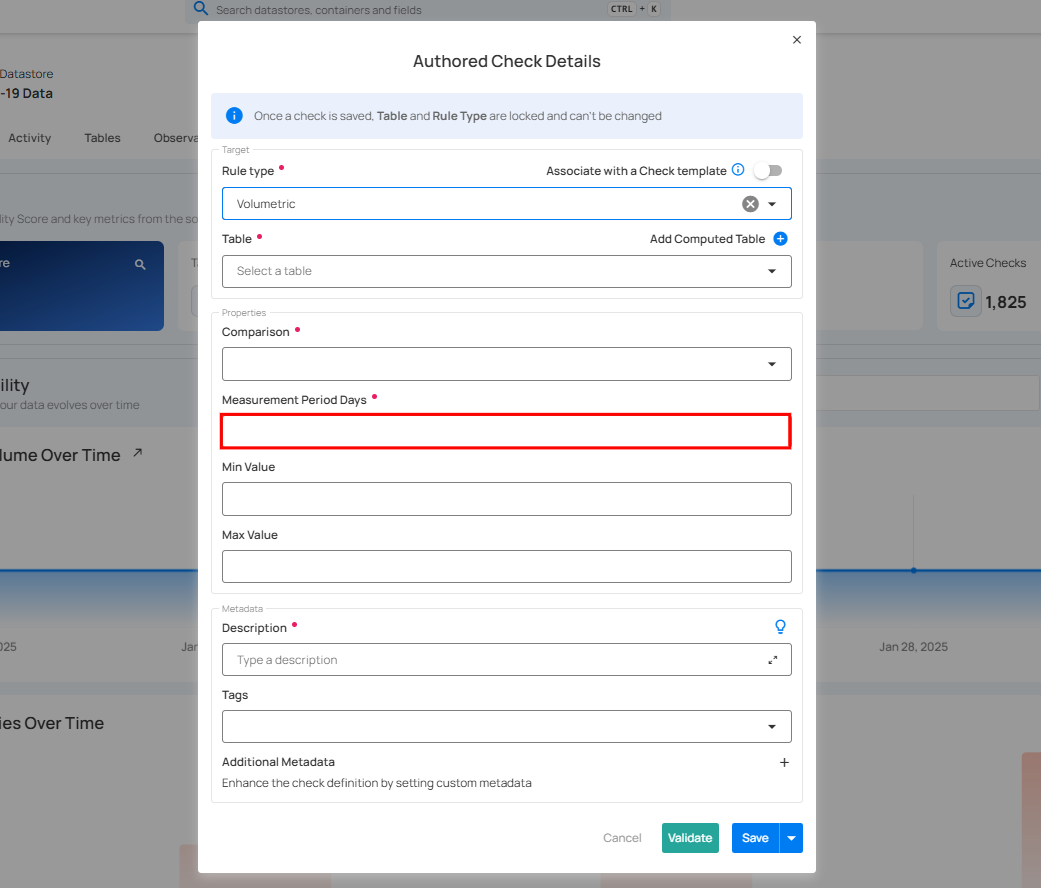 Search datastores, containers and fields
CTRL + K
Datastore
-19 Data
Activity
Tables
Observa
lity Score and key metrics from the so
re
Active Checks
1,825
ility
our data evolves over time
lume Over Time
025
Jan
Jan 28, 2025
ies Over Time
Authored Check Details
Once a check is saved, Table and Rule Type are locked and can't be changed
Target
Rule type
Associate with a Check template
Volumetric
Table
Add Computed Table
Select a table
Properties
Comparison
Measurement Period Days
Min Value
Max Value
Metadata
Description
Type a description
Tags
Additional Metadata
Enhance the check definition by setting custom metadata
Cancel
Validate
Save